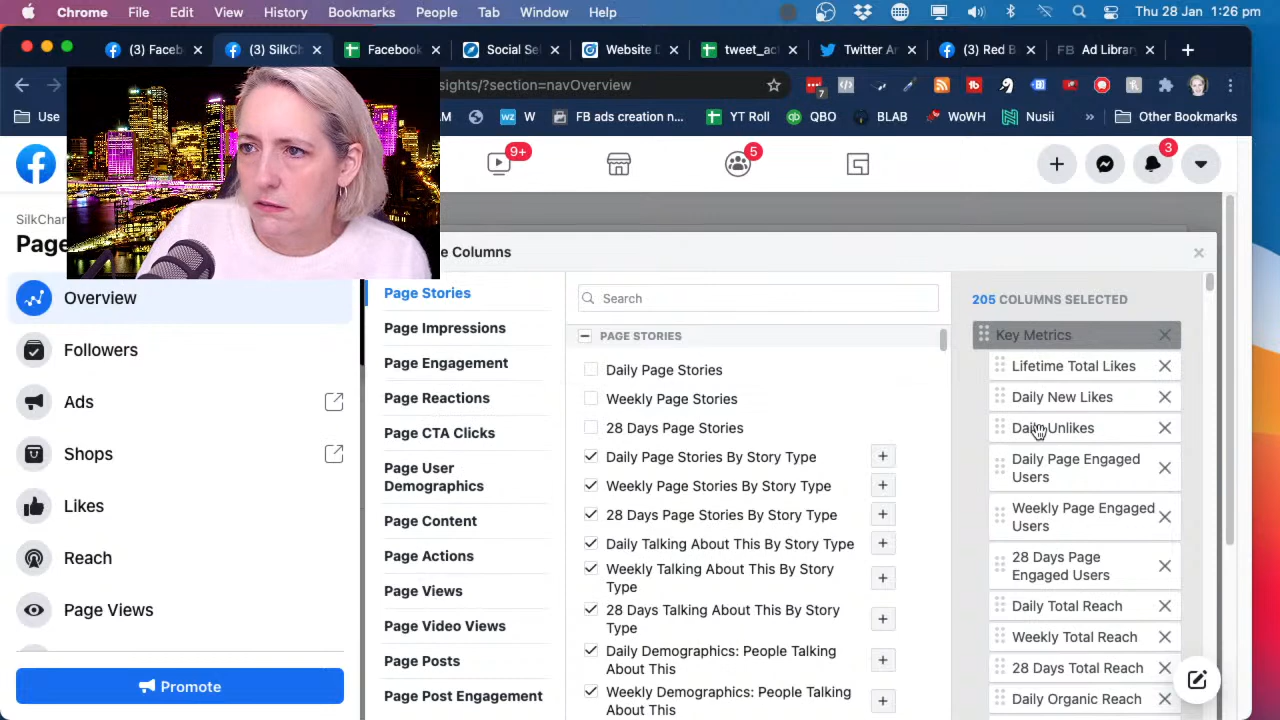 Chrome File Edit View History Bookmarks People Tab Window Help Thu 28 Jan 1:26 pm
(3) Faceb (3) SilkCh Facebook Social Se Website D tweet_act Twitter An (3) Red B FB Ad Library
sights/?section=navOverview 7
Use AM W FB ads creation n... YT Roll QBO BLAB WoWH Nusii » Other Bookmarks
9+ 5 3
SilkChar
Page
Overview
Followers
Ads
Shops
Likes
Reach
Page Views
Promote
e Columns
Page Stories
Page Impressions
Page Engagement
Page Reactions
Page CTA Clicks
Page User
Demographics
Page Content
Page Actions
Page Views
Page Video Views
Page Posts
Page Post Engagement
Search
PAGE STORIES
Daily Page Stories
Weekly Page Stories
28 Days Page Stories
Daily Page Stories By Story Type
Weekly Page Stories By Story Type
28 Days Page Stories By Story Type
Daily Talking About This By Story Type
Weekly Talking About This By Story
Type
28 Days Talking About This By Story
Type
Daily Demographics: People Talking
About This
Weekly Demographics: People Talking
About This
205 COLUMNS SELECTED
Key Metrics
Lifetime Total Likes
Daily New Likes
Daily Unlikes
Daily Page Engaged
Users
Weekly Page Engaged
Users
28 Days Page
Engaged Users
Daily Total Reach
Weekly Total Reach
28 Days Total Reach
Daily Organic Reach